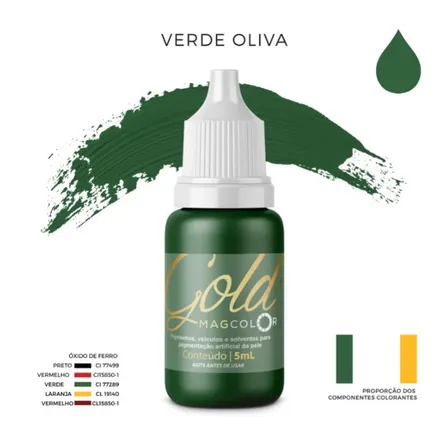 VERDE OLIVA
Gold
MAGCOLOR
Pigmentos, veículos e solventes para
pigmentação artificial da pele
Conteúdo | 5mL
AGITE ANTES DE USAR
ÓXIDO DE FERRO
PRETO CI 77499
VERMELHO CI15850-1
VERDE CI 77289
LARANJA CL 19140
VERMELHO CL15850-1
PROPORÇÃO DOS
COMPONENTES COLORANTES